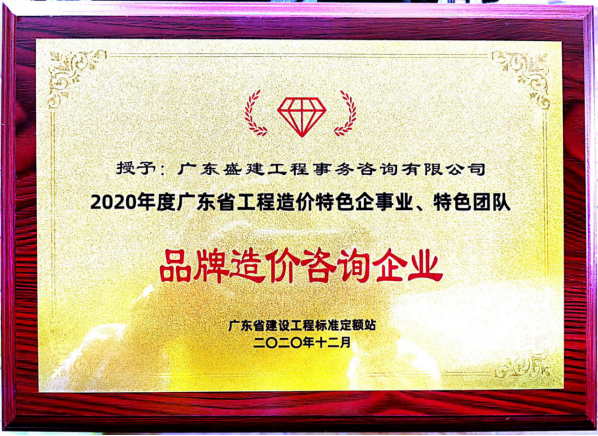 授予：广东盛建工程事务咨询有限公司
2020年度广东省工程造价特色企事业、特色团队
品牌造价咨询企业
广东省建设工程标准定额站
二〇二〇年十二月